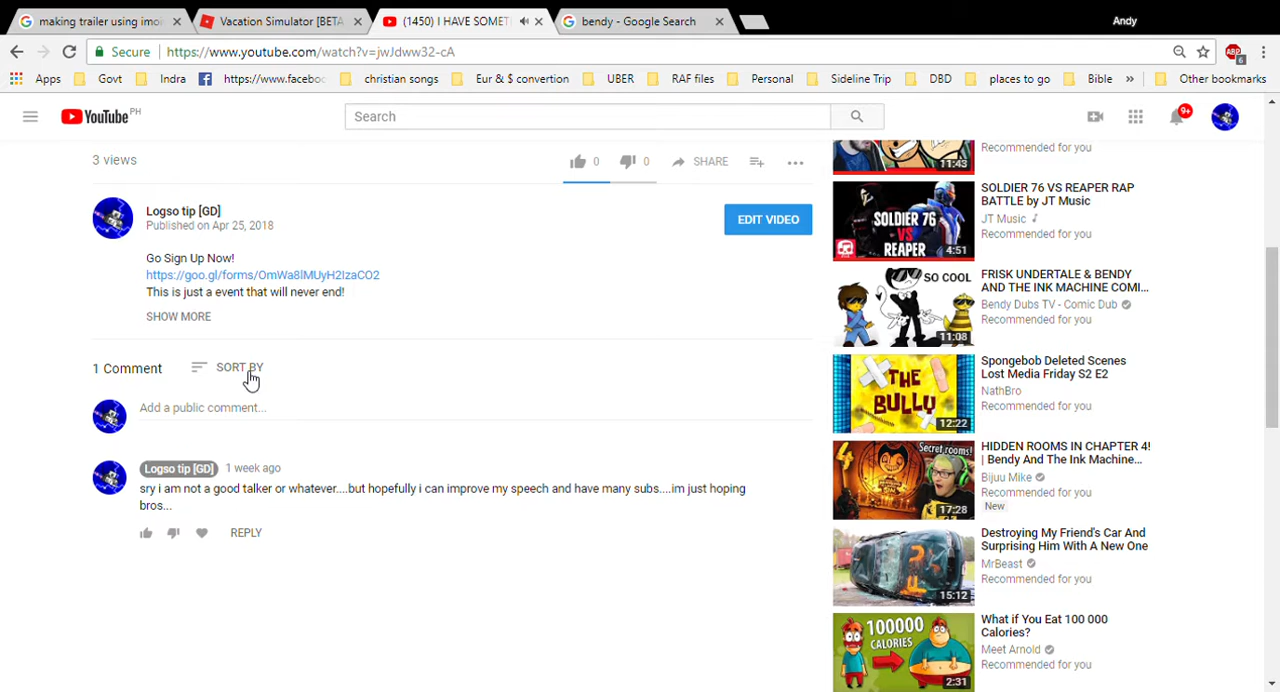 making trailer using imoi
Vacation Simulator [BETA
(1450) I HAVE SOMET
bendy - Google Search
Andy
Secure
https://www.youtube.com/watch?v=jwJdww32-cA
ABP
6
Apps
Govt
Indra
https://www.faceboo
christian songs
Eur & $ convertion
UBER
RAF files
Personal
Sideline Trip
DBD
places to go
Bible
»
Other bookmarks
YouTube PH
Search
9+
3 views
0
0
SHARE
Logso tip [GD]
Published on Apr 25, 2018
EDIT VIDEO
Go Sign Up Now!
https://goo.gl/forms/OmWa8lMUyH2IzaCO2
This is just a event that will never end!
SHOW MORE
1 Comment
SORT BY
Add a public comment...
Logso tip [GD] 1 week ago
sry i am not a good talker or whatever....but hopefully i can improve my speech and have many subs....im just hoping
bros...
REPLY
11:43
Recommended for you
SOLDIER 76
VS
REAPER
4:51
SOLDIER 76 VS REAPER RAP
BATTLE by JT Music
JT Music
Recommended for you
SO COOL
11:08
FRISK UNDERTALE & BENDY
AND THE INK MACHINE COMI...
Bendy Dubs TV - Comic Dub
Recommended for you
THE
BULLY
12:22
Spongebob Deleted Scenes
Lost Media Friday S2 E2
NathBro
Recommended for you
Secret rooms!
4
17:28
HIDDEN ROOMS IN CHAPTER 4!
| Bendy And The Ink Machine...
Bijuu Mike
Recommended for you
New
15:12
Destroying My Friend's Car And
Surprising Him With A New One
MrBeast
Recommended for you
100000
CALORIES
2:31
What if You Eat 100 000
Calories?
Meet Arnold
Recommended for you